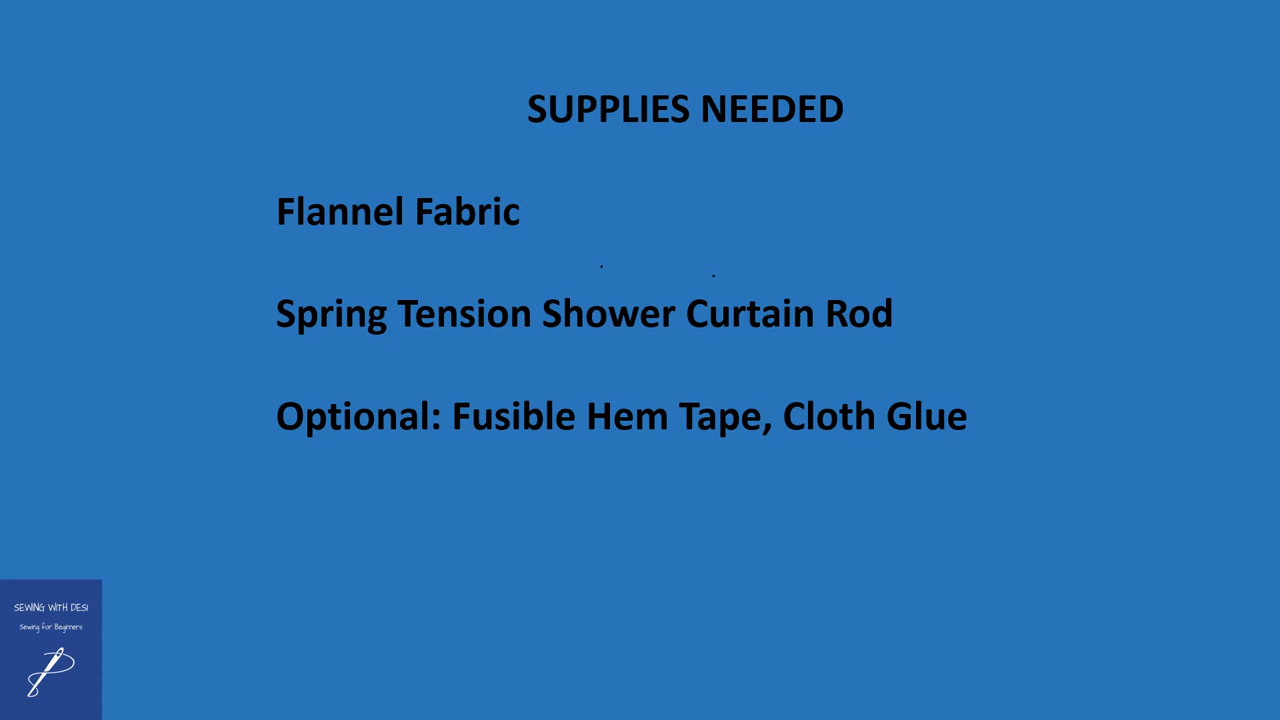 SUPPLIES NEEDED
Flannel Fabric
Spring Tension Shower Curtain Rod
Optional: Fusible Hem Tape, Cloth Glue
SEWING WITH DESI
Sewing for Beginners